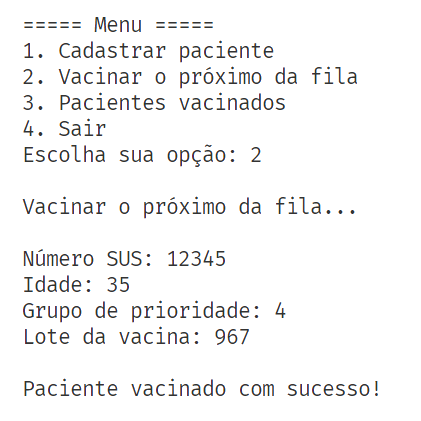 ===== Menu =====
1. Cadastrar paciente
2. Vacinar o próximo da fila
3. Pacientes vacinados
4. Sair
Escolha sua opção: 2
Vacinar o próximo da fila...
Número SUS: 12345
Idade: 35
Grupo de prioridade: 4
Lote da vacina: 967
Paciente vacinado com sucesso!